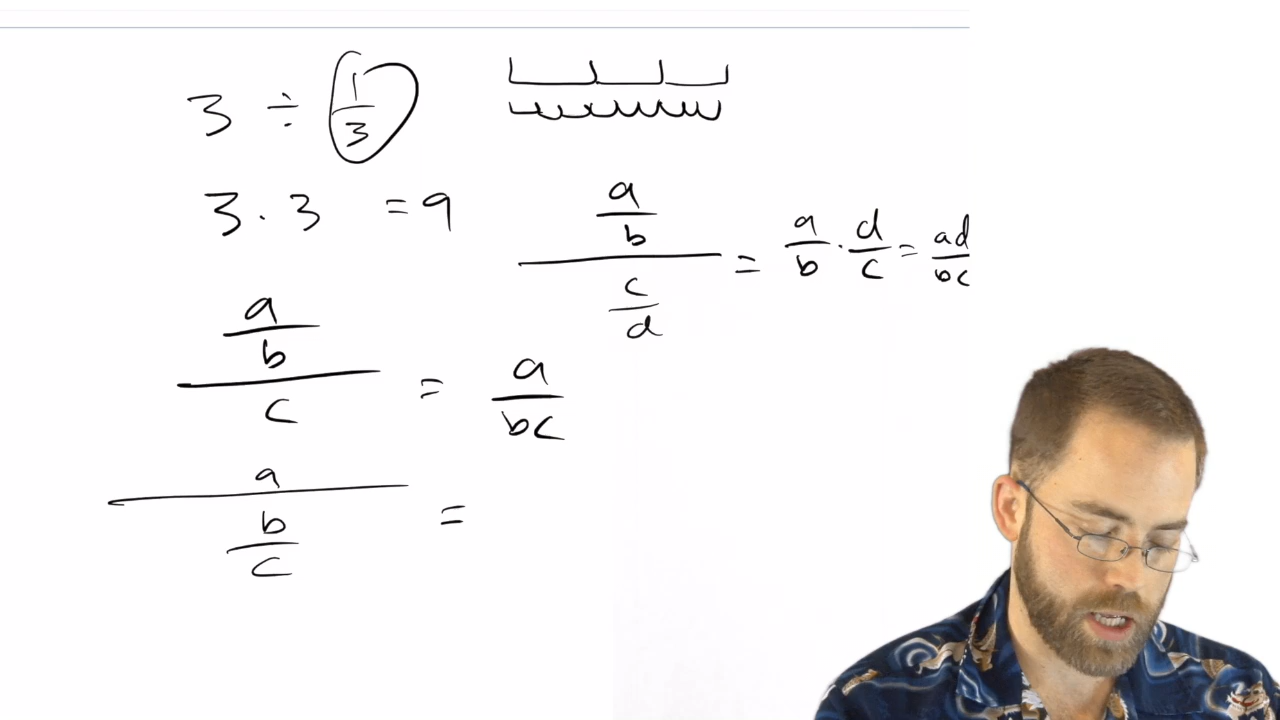 3 ÷ 1/3
3 · 3 = 9
a/b / c/d = a/b · d/c = ad/bc
a/b / c = a/bc
a / b/c =